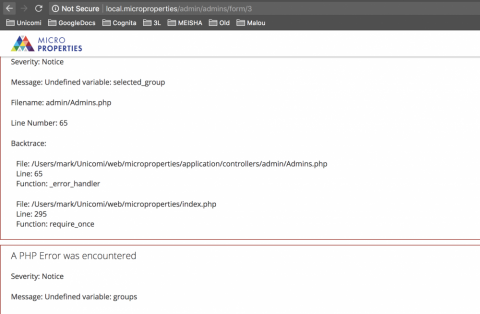 Not Secure | local.microproperties/admin/admins/form/3
Unicomi GoogleDocs Cognita 3L MEISHA Old Malou
MICRO
PROPERTIES
Severity: Notice
Message: Undefined variable: selected_group
Filename: admin/Admins.php
Line Number: 65
Backtrace:
File: /Users/mark/Unicomi/web/microproperties/application/controllers/admin/Admins.php
Line: 65
Function: _error_handler
File: /Users/mark/Unicomi/web/microproperties/index.php
Line: 295
Function: require_once
A PHP Error was encountered
Severity: Notice
Message: Undefined variable: groups